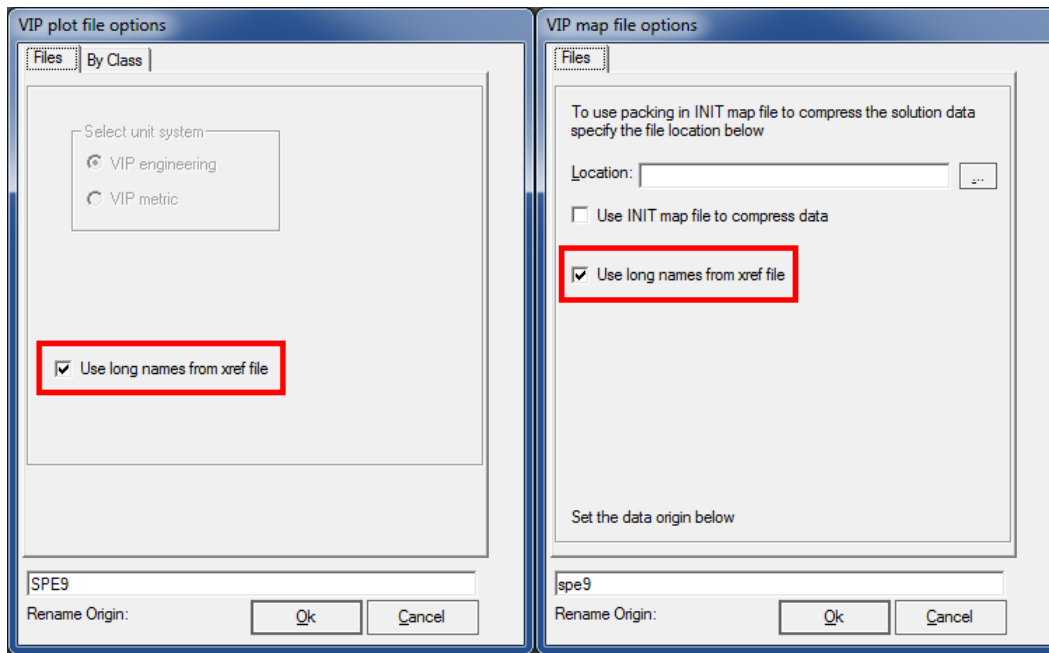 VIP plot file options
Files
By Class
Select unit system
VIP engineering
VIP metric
Use long names from xref file
SPE9
Rename Origin:
Ok
Cancel
VIP map file options
Files
To use packing in INIT map file to compress the solution data
specify the file location below
Location:
...
Use INIT map file to compress data
Use long names from xref file
Set the data origin below
spe9
Rename Origin:
Ok
Cancel